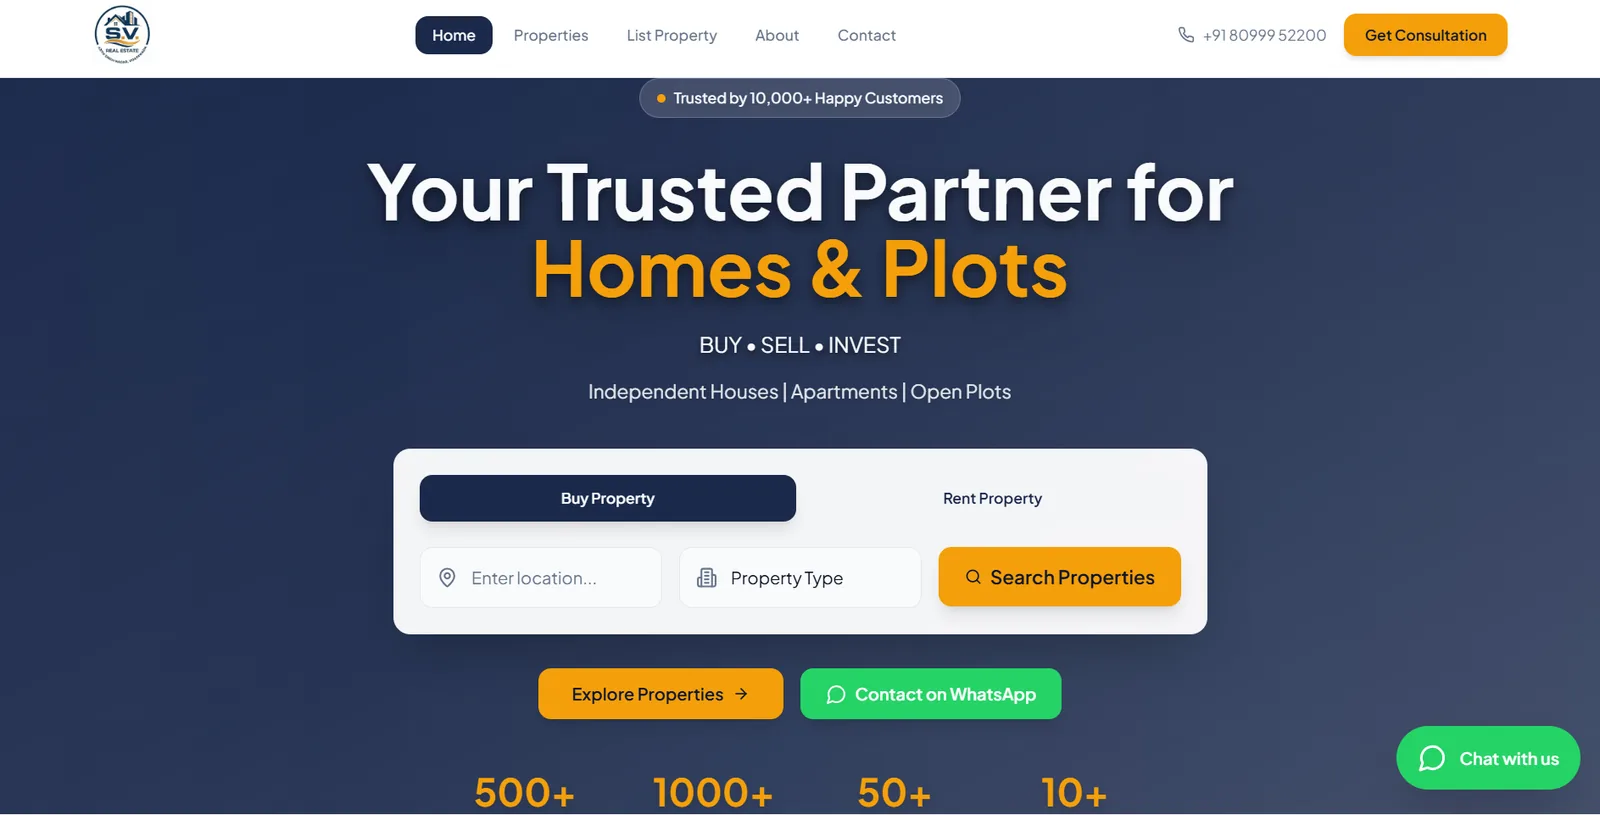 S.V.
REAL ESTATE
Home
Properties
List Property
About
Contact
+91 80999 52200
Get Consultation
Trusted by 10,000+ Happy Customers
Your Trusted Partner for
Homes & Plots
BUY • SELL • INVEST
Independent Houses | Apartments | Open Plots
Buy Property
Rent Property
Enter location...
Property Type
Search Properties
Explore Properties →
Contact on WhatsApp
Chat with us
500+
1000+
50+
10+